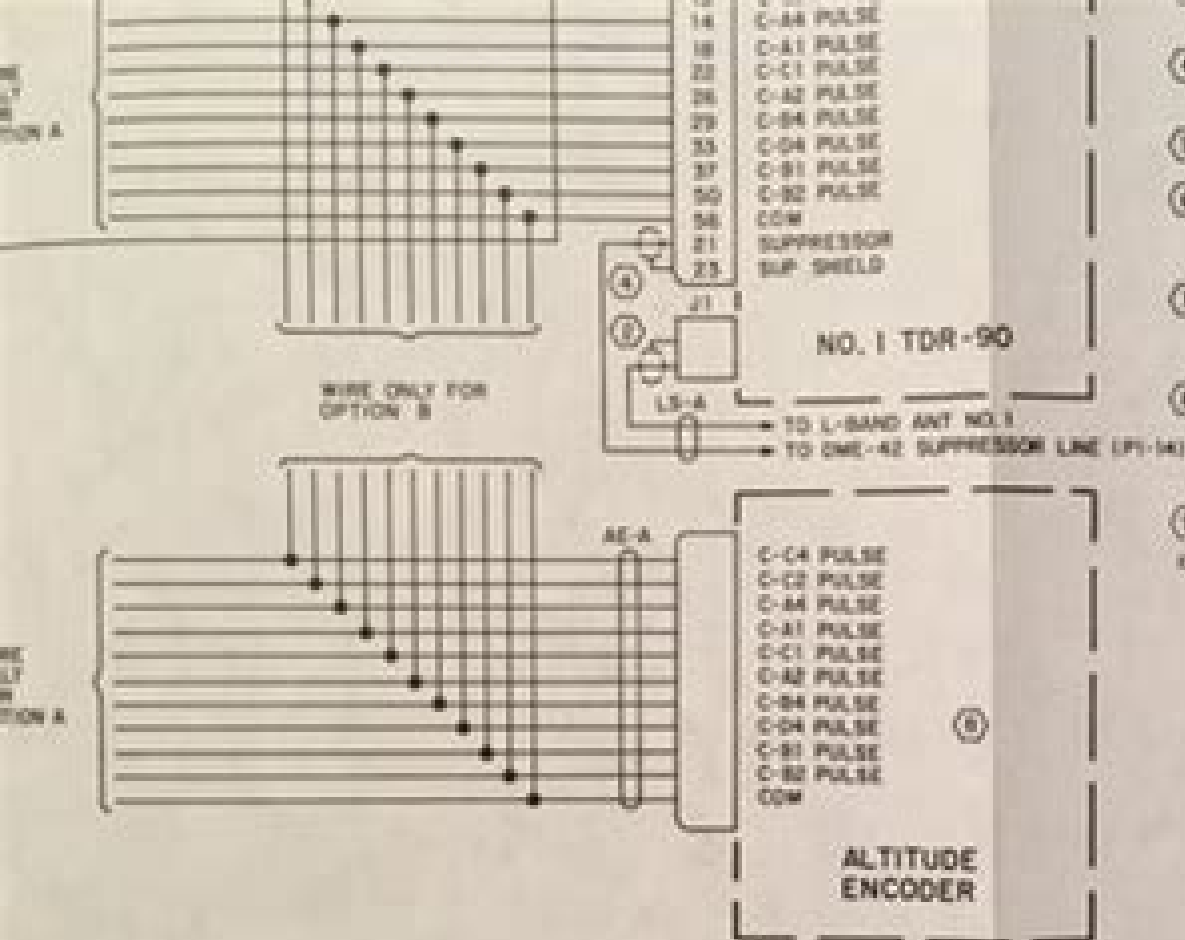 14 C-A4 PULSE
18 C-A1 PULSE
22 C-C1 PULSE
26 C-A2 PULSE
29 C-B4 PULSE
33 C-D4 PULSE
37 C-B1 PULSE
50 C-B2 PULSE
56 COM
21 SUPPRESSOR
23 SUP SHIELD
TION A
4
J1
2
NO. 1 TDR-90
WIRE ONLY FOR
OPTION B
LS-A
TO L-BAND ANT NO.1
TO DME-42 SUPPRESSOR LINE (P1-14)
AE-A
C-C4 PULSE
C-C2 PULSE
C-A4 PULSE
C-A1 PULSE
C-C1 PULSE
C-A2 PULSE
C-B4 PULSE
C-D4 PULSE
C-B1 PULSE
C-B2 PULSE
COM
TION A
ALTITUDE
ENCODER